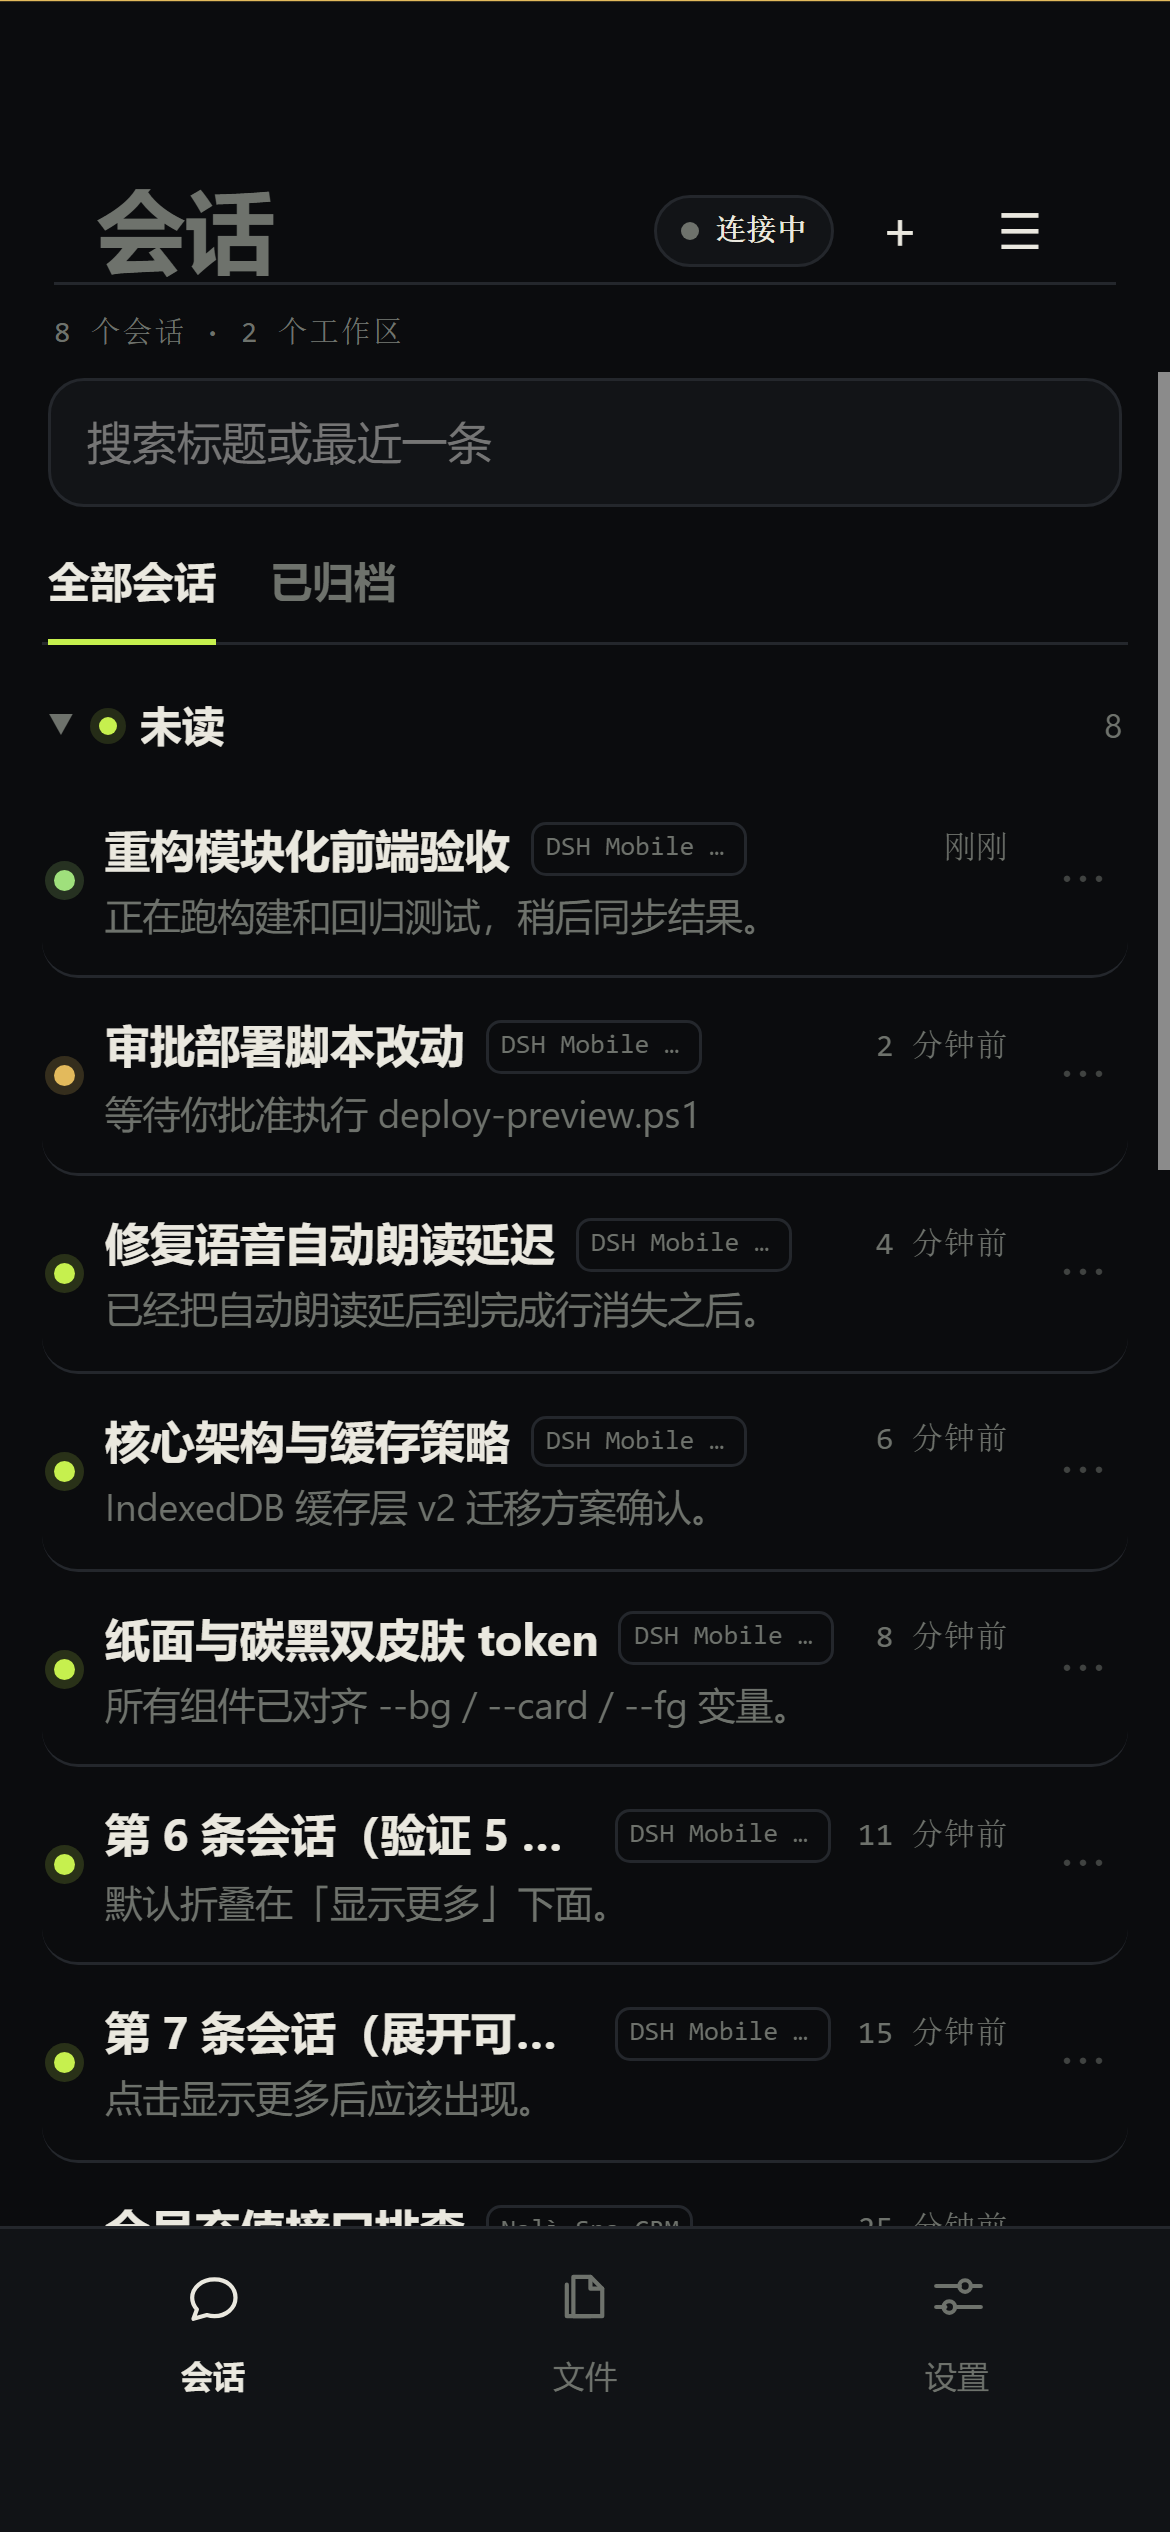 会话
连接中
+
8 个会话 · 2 个工作区
搜索标题或最近一条
全部会话 已归档
未读 8
重构模块化前端验收 DSH Mobile … 刚刚
正在跑构建和回归测试，稍后同步结果。
审批部署脚本改动 DSH Mobile … 2 分钟前
等待你批准执行 deploy-preview.ps1
修复语音自动朗读延迟 DSH Mobile … 4 分钟前
已经把自动朗读延后到完成行消失之后。
核心架构与缓存策略 DSH Mobile … 6 分钟前
IndexedDB 缓存层 v2 迁移方案确认。
纸面与碳黑双皮肤 token DSH Mobile … 8 分钟前
所有组件已对齐 --bg / --card / --fg 变量。
第 6 条会话（验证 5 … DSH Mobile … 11 分钟前
默认折叠在「显示更多」下面。
第 7 条会话（展开可… DSH Mobile … 15 分钟前
点击显示更多后应该出现。
分钟前
会话
文件
设置